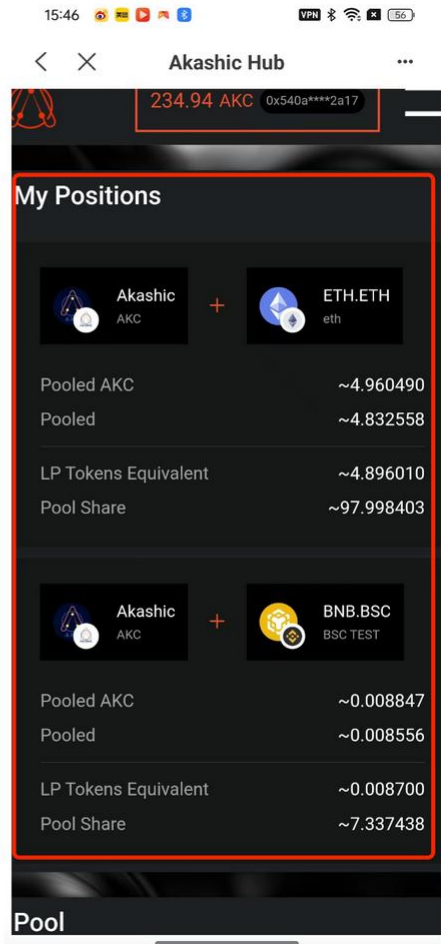 15:46
VPN
56
Akashic Hub
234.94 AKC 0x540a****2a17
My Positions
Akashic + ETH.ETH
AKC eth
Pooled AKC ~4.960490
Pooled ~4.832558
LP Tokens Equivalent ~4.896010
Pool Share ~97.998403
Akashic + BNB.BSC
AKC BSC TEST
Pooled AKC ~0.008847
Pooled ~0.008556
LP Tokens Equivalent ~0.008700
Pool Share ~7.337438
Pool